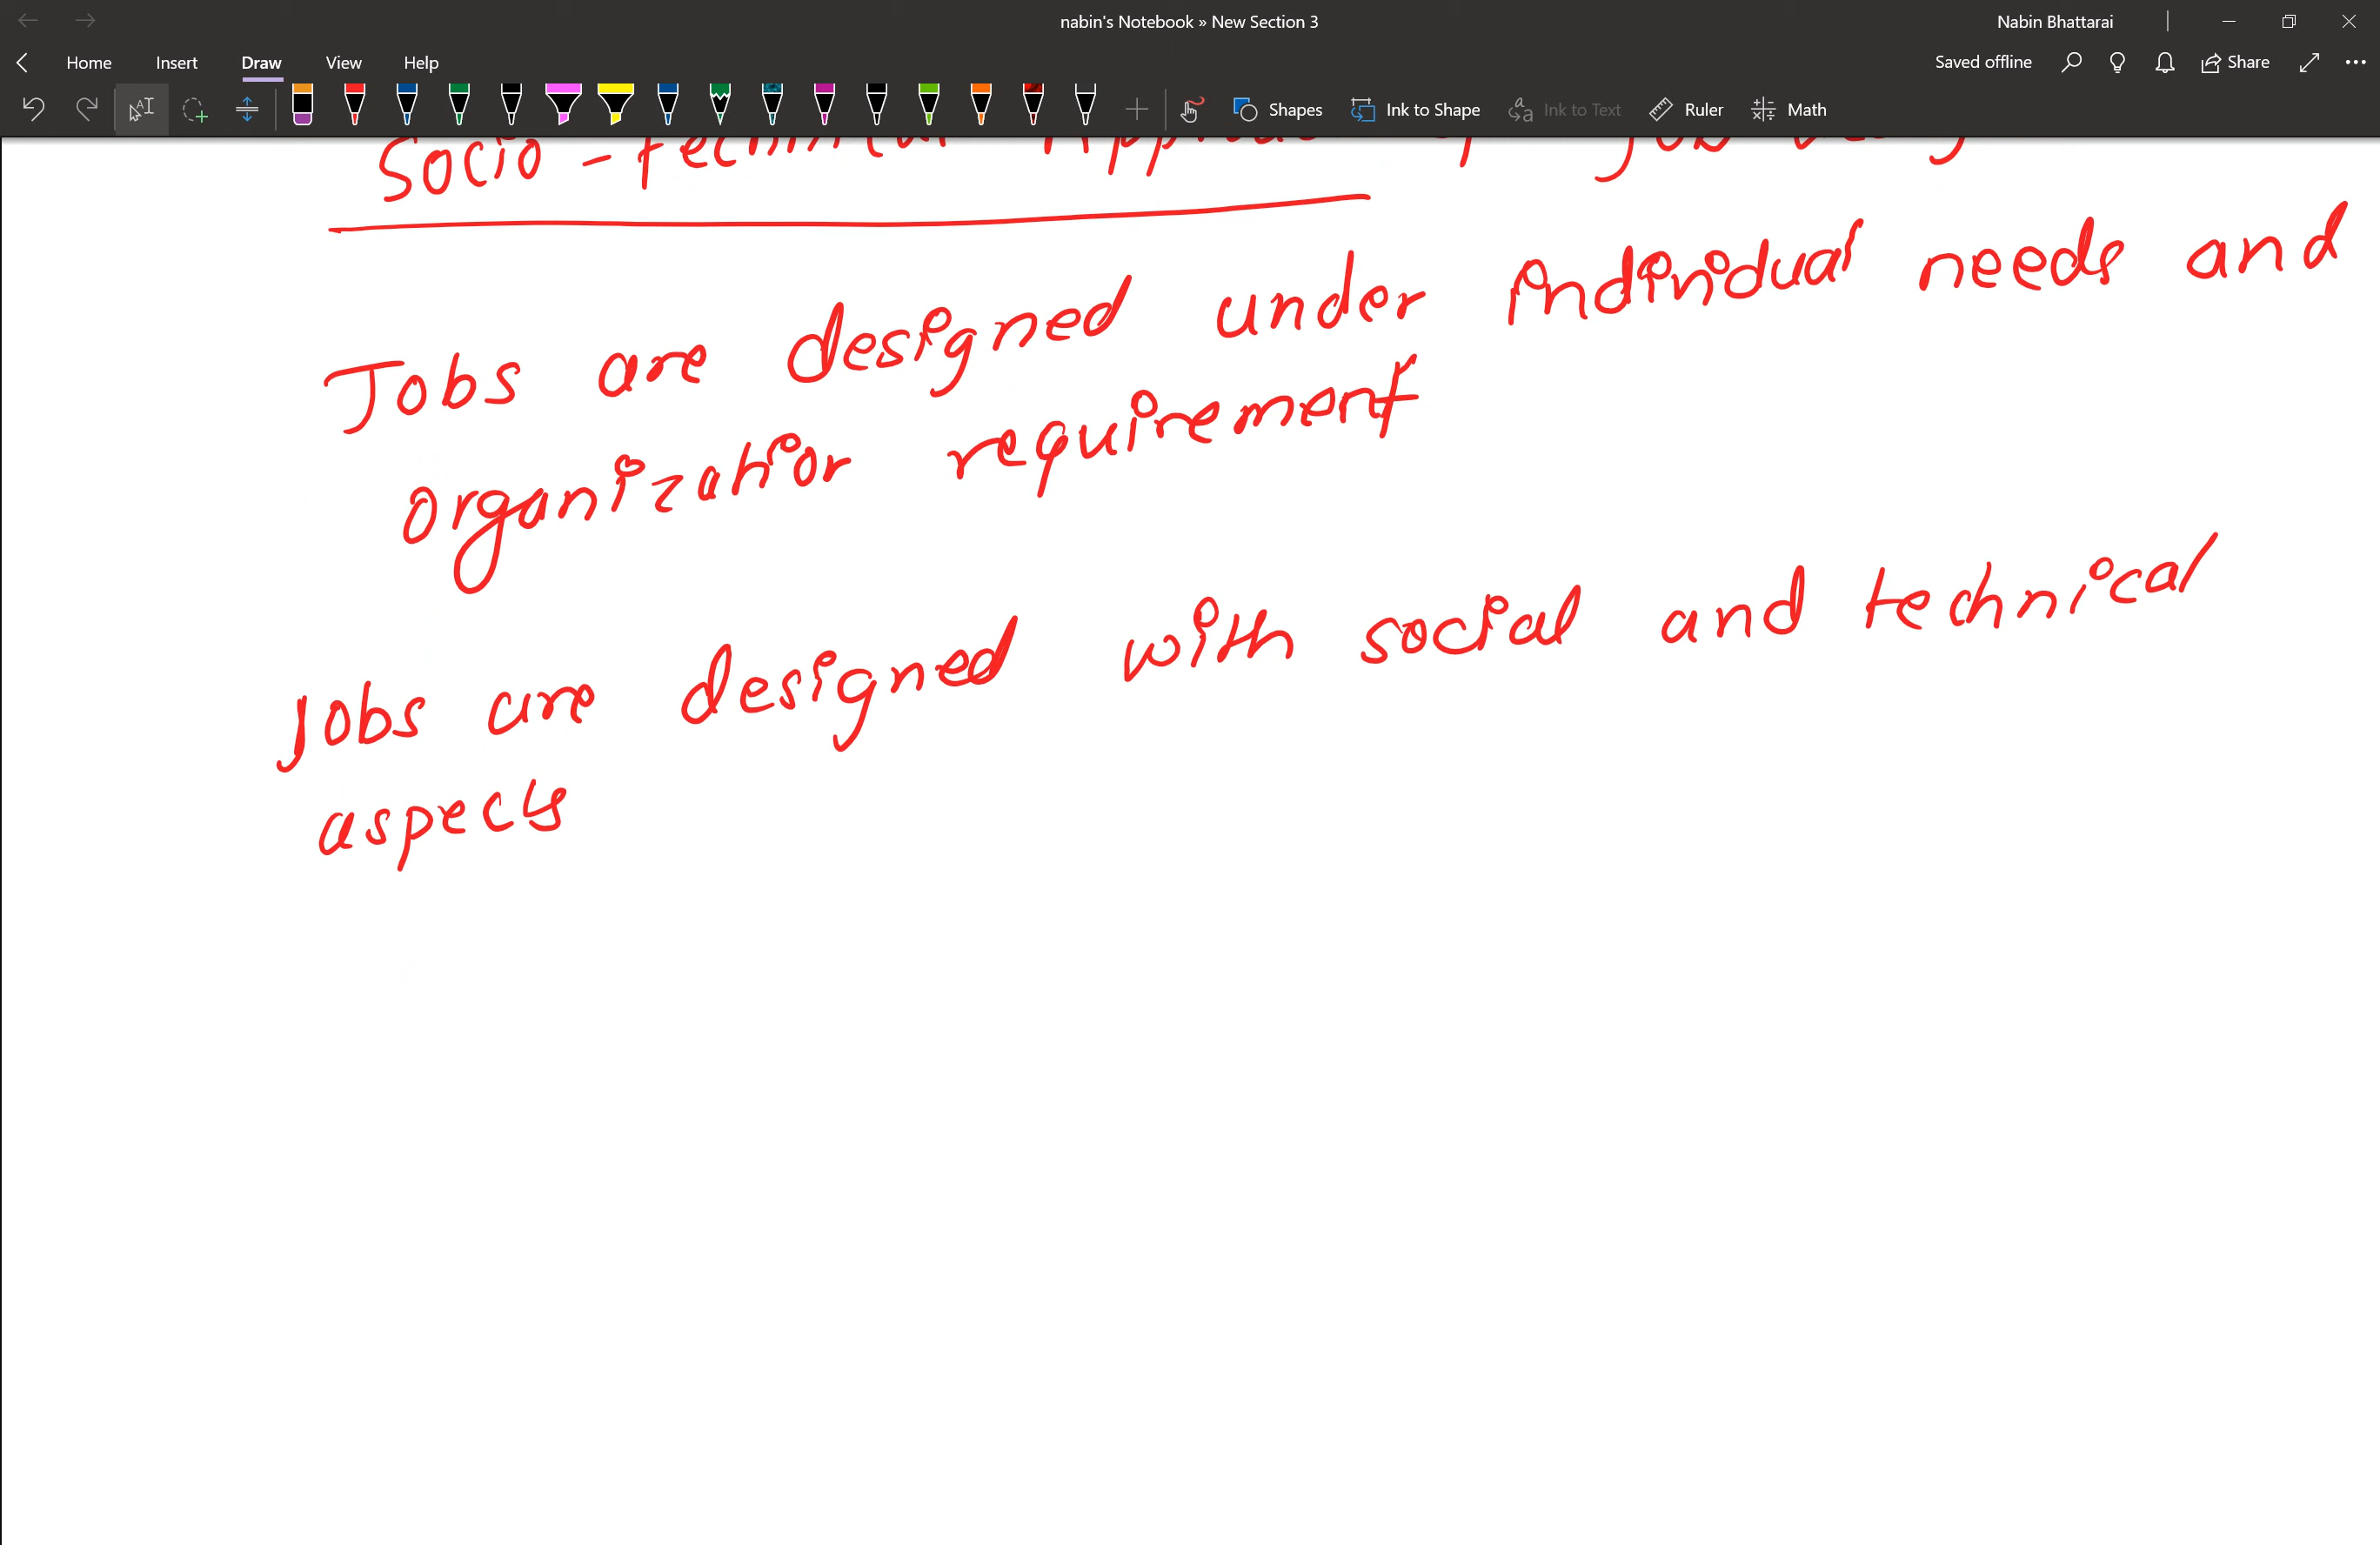 nabin's Notebook » New Section 3
Nabin Bhattarai
Home Insert Draw View Help
Saved offline
Share
Shapes Ink to Shape Ink to Text Ruler Math
Socio - technical
Jobs are designed under individual needs and
organization requirement
Jobs are designed with social and technical
aspects